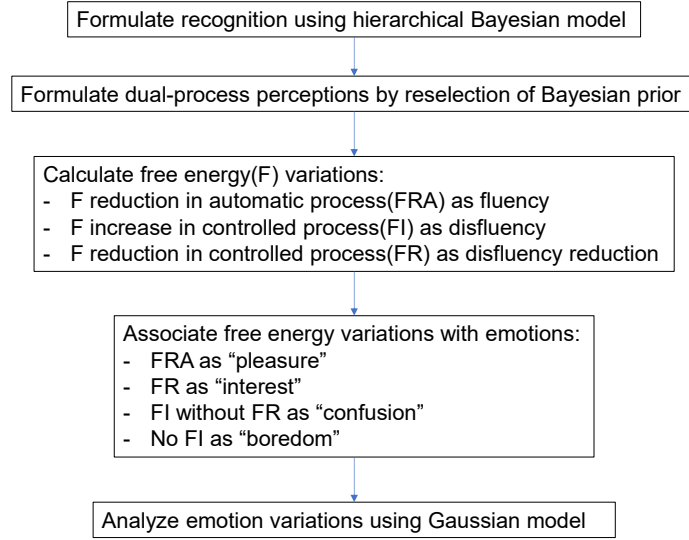 Formulate recognition using hierarchical Bayesian model
Formulate dual-process perceptions by reselection of Bayesian prior
Calculate free energy(F) variations:
- F reduction in automatic process(FRA) as fluency
- F increase in controlled process(FI) as disfluency
- F reduction in controlled process(FR) as disfluency reduction
Associate free energy variations with emotions:
- FRA as “pleasure”
- FR as “interest”
- FI without FR as “confusion”
- No FI as “boredom”
Analyze emotion variations using Gaussian model